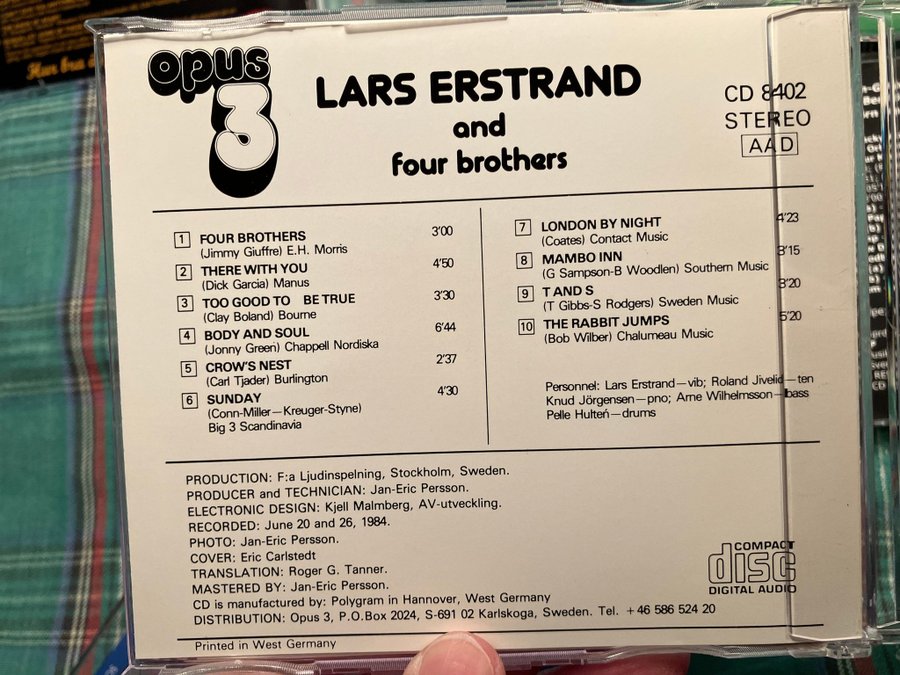 opus
3
LARS ERSTRAND
and
four brothers
CD 8402
STEREO
AAD
1 FOUR BROTHERS 3'00
(Jimmy Giuffre) E.H. Morris
2 THERE WITH YOU 4'50
(Dick Garcia) Manus
3 TOO GOOD TO BE TRUE 3'30
(Clay Boland) Bourne
4 BODY AND SOUL 6'44
(Jonny Green) Chappell Nordiska
5 CROW'S NEST 2'37
(Carl Tjader) Burlington
6 SUNDAY 4'30
(Conn-Miller—Kreuger-Styne)
Big 3 Scandinavia
7 LONDON BY NIGHT 4'23
(Coates) Contact Music
8 MAMBO INN 3'15
(G Sampson-B Woodlen) Southern Music
9 T AND S 3'20
(T Gibbs-S Rodgers) Sweden Music
10 THE RABBIT JUMPS 5'20
(Bob Wilber) Chalumeau Music
Personnel: Lars Erstrand—vib; Roland Jivelid—ten
Knud Jörgensen—pno; Arne Wilhelmsson—bass
Pelle Hultén—drums
PRODUCTION: F:a Ljudinspelning, Stockholm, Sweden.
PRODUCER and TECHNICIAN: Jan-Eric Persson.
ELECTRONIC DESIGN: Kjell Malmberg, AV-utveckling.
RECORDED: June 20 and 26, 1984.
PHOTO: Jan-Eric Persson.
COVER: Eric Carlstedt
TRANSLATION: Roger G. Tanner.
MASTERED BY: Jan-Eric Persson.
CD is manufactured by: Polygram in Hannover, West Germany
DISTRIBUTION: Opus 3, P.O.Box 2024, S-691 02 Karlskoga, Sweden. Tel. +46 586 524 20
COMPACT
disc
DIGITAL AUDIO
Printed in West Germany